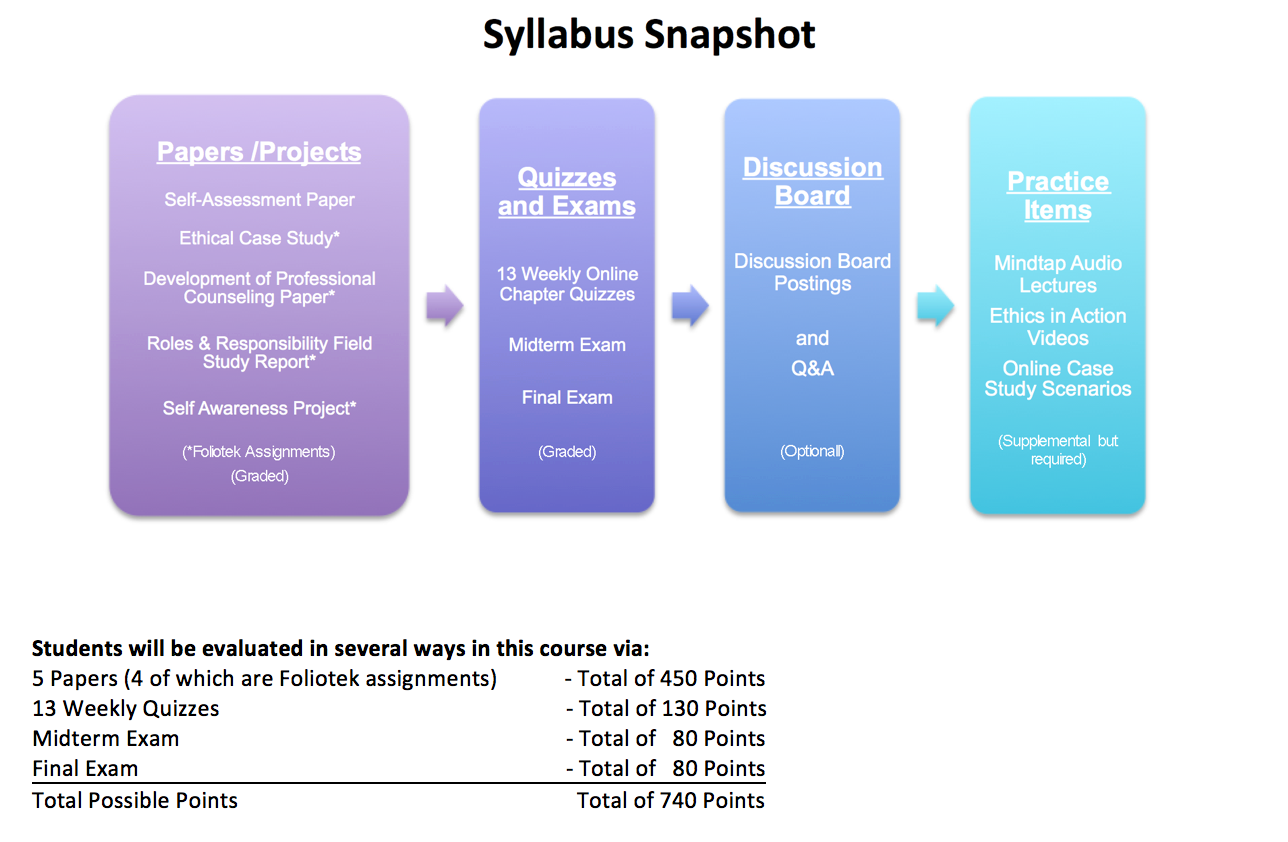 Syllabus Snapshot
Papers /Projects
Self-Assessment Paper
Ethical Case Study*
Development of Professional
Counseling Paper*
Roles & Responsibility Field
Study Report*
Self Awareness Project*
(*Foliotek Assignments)
(Graded)
Quizzes
and Exams
13 Weekly Online
Chapter Quizzes
Midterm Exam
Final Exam
(Graded)
Discussion
Board
Discussion Board
Postings
and
Q&A
(Optionall)
Practice
Items
Mindtap Audio
Lectures
Ethics in Action
Videos
Online Case
Study Scenarios
(Supplemental but
required)
Students will be evaluated in several ways in this course via:
5 Papers (4 of which are Foliotek assignments) - Total of 450 Points
13 Weekly Quizzes - Total of 130 Points
Midterm Exam - Total of 80 Points
Final Exam - Total of 80 Points
Total Possible Points Total of 740 Points